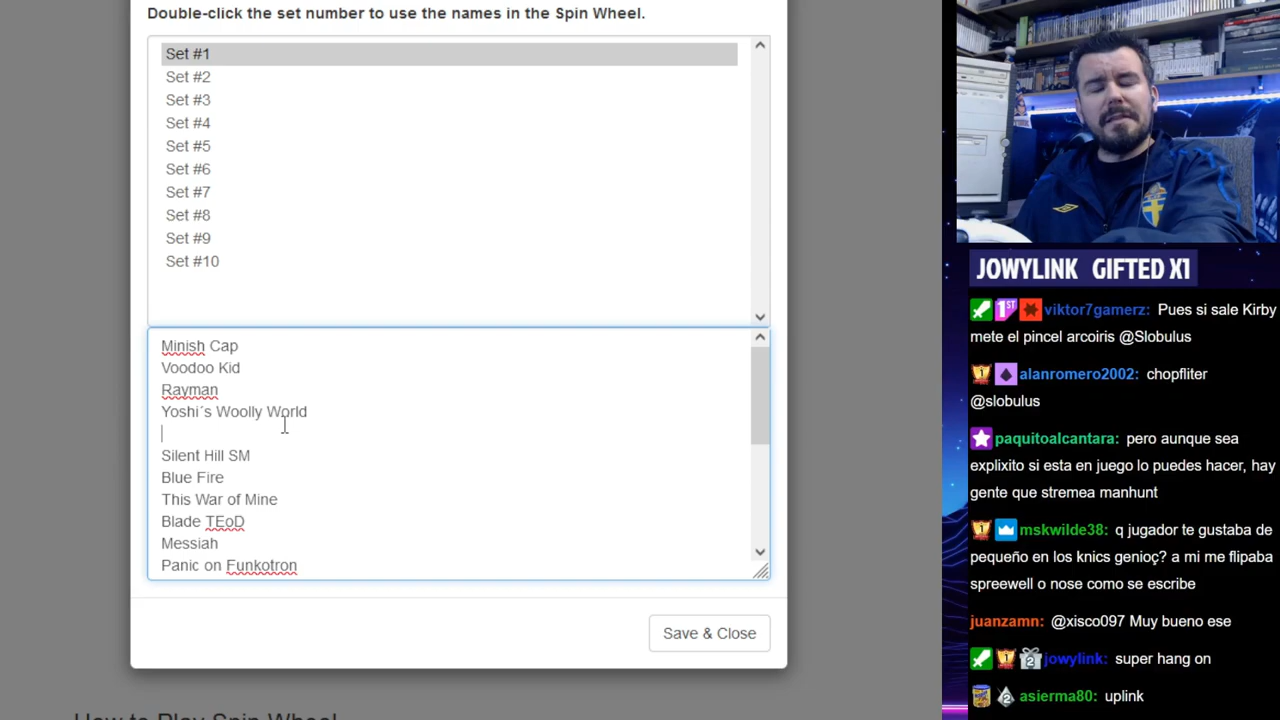 Double-click the set number to use the names in the Spin Wheel.
Set #1
Set #2
Set #3
Set #4
Set #5
Set #6
Set #7
Set #8
Set #9
Set #10
Minish Cap
Voodoo Kid
Rayman
Yoshi´s Woolly World
Silent Hill SM
Blue Fire
This War of Mine
Blade TEoD
Messiah
Panic on Funkotron
Save & Close
How to Play Spin Wheel
JOWYLINK GIFTED X1
viktor7gamerz: Pues si sale Kirby
mete el pincel arcoiris @Slobulus
alanromero2002: chopfliter
@slobulus
paquitoalcantara: pero aunque sea
explixito si esta en juego lo puedes hacer, hay
gente que stremea manhunt
mskwilde38: q jugador te gustaba de
pequeño en los knics genioç? a mi me flipaba
spreewell o nose como se escribe
juanzamn: @xisco097 Muy bueno ese
jowylink: super hang on
asierma80: uplink